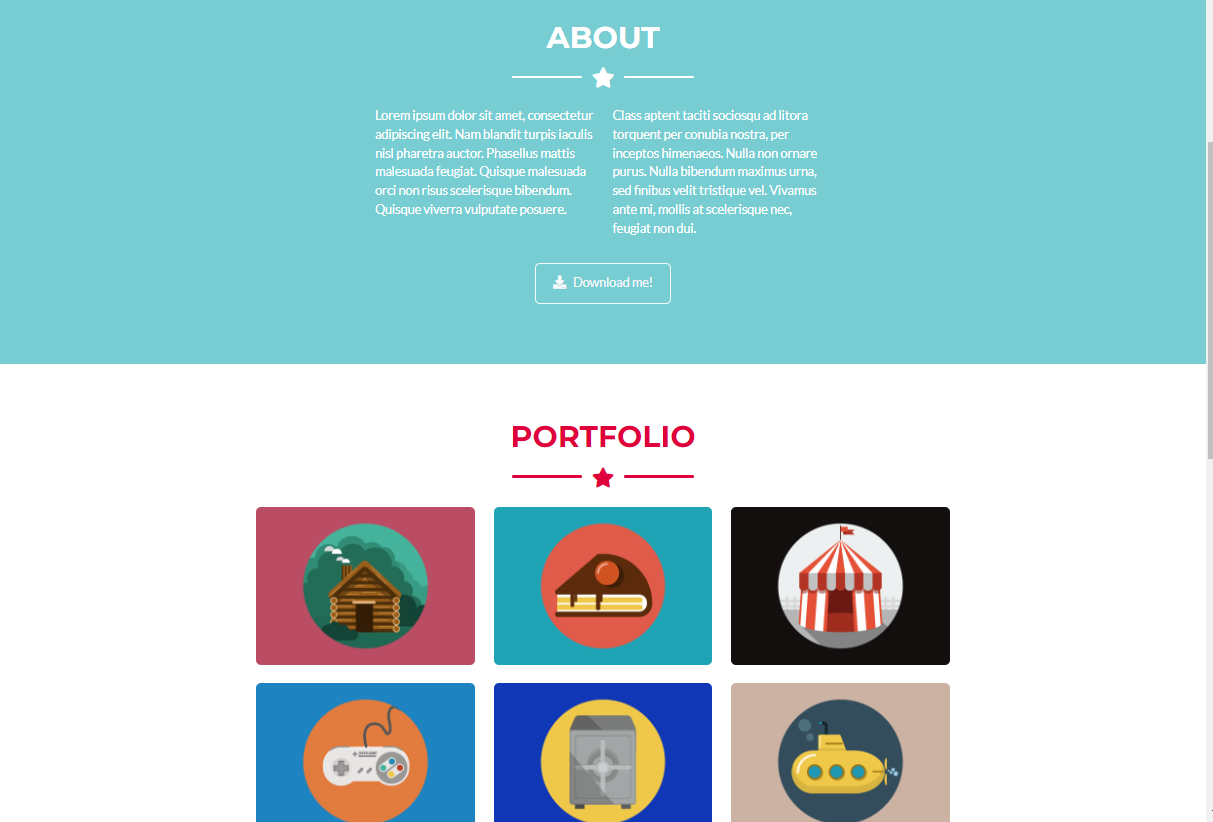 ABOUT
Lorem ipsum dolor sit amet, consectetur
adipiscing elit. Nam blandit turpis iaculis
nisl pharetra auctor. Phasellus mattis
malesuada feugiat. Quisque malesuada
orci non risus scelerisque bibendum.
Quisque viverra vulputate posuere.
Class aptent taciti sociosqu ad litora
torquent per conubia nostra, per
inceptos himenaeos. Nulla non ornare
purus. Nulla bibendum maximus urna,
sed finibus velit tristique vel. Vivamus
ante mi, mollis at scelerisque nec,
feugiat non dui.
Download me!
PORTFOLIO